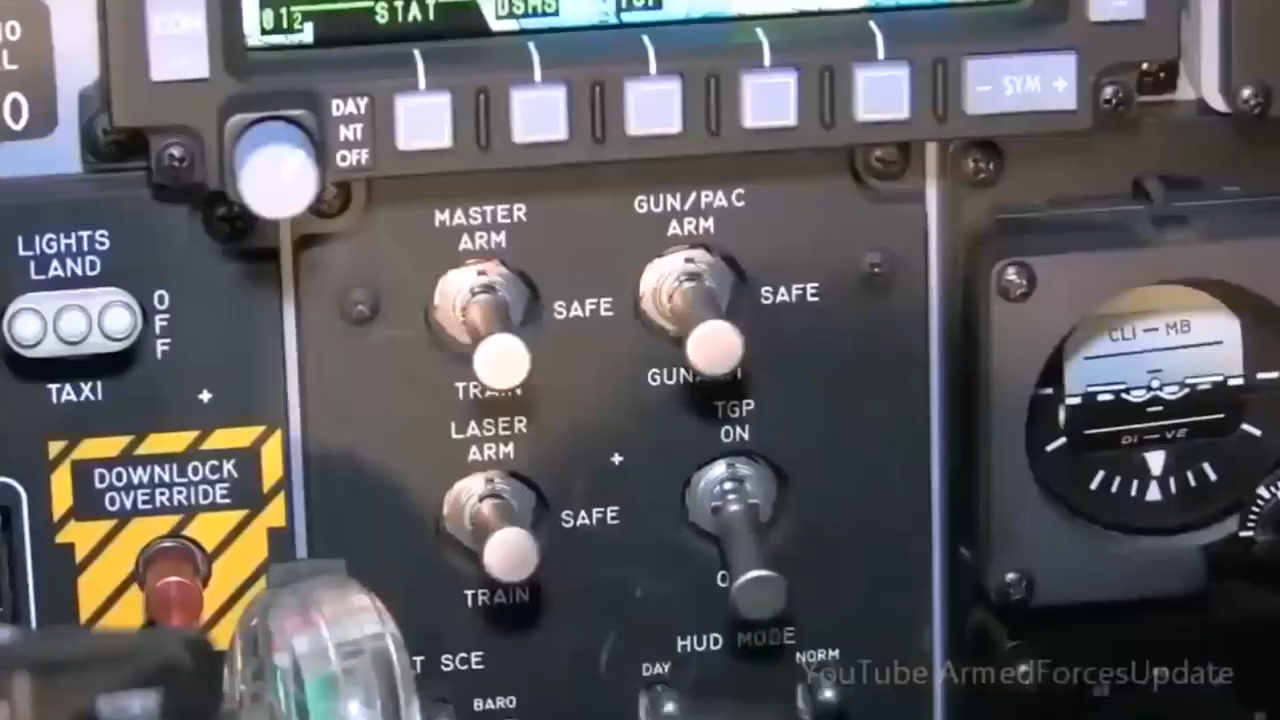 012
STAT
DSMS
TGP
DAY
NT
OFF
- SYM +
0
MASTER
ARM
SAFE
TRAIN
GUN/PAC
ARM
SAFE
LIGHTS
LAND
OFF
TAXI
DOWNLOCK
OVERRIDE
LASER
ARM
SAFE
TRAIN
TGP
ON
CLI — MB
DI — VE
HUD MODE
DAY
NORM
SCE
BARO
YouTube ArmedForcesUpdate